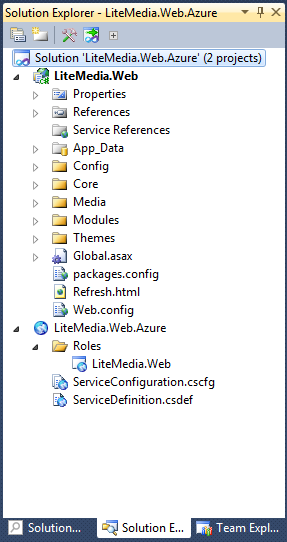 Solution Explorer - LiteMedia.Web.Azure
Solution 'LiteMedia.Web.Azure' (2 projects)
LiteMedia.Web
Properties
References
Service References
App_Data
Config
Core
Media
Modules
Themes
Global.asax
packages.config
Refresh.html
Web.config
LiteMedia.Web.Azure
Roles
LiteMedia.Web
ServiceConfiguration.cscfg
ServiceDefinition.csdef
Solution... Solution E... Team Expl...